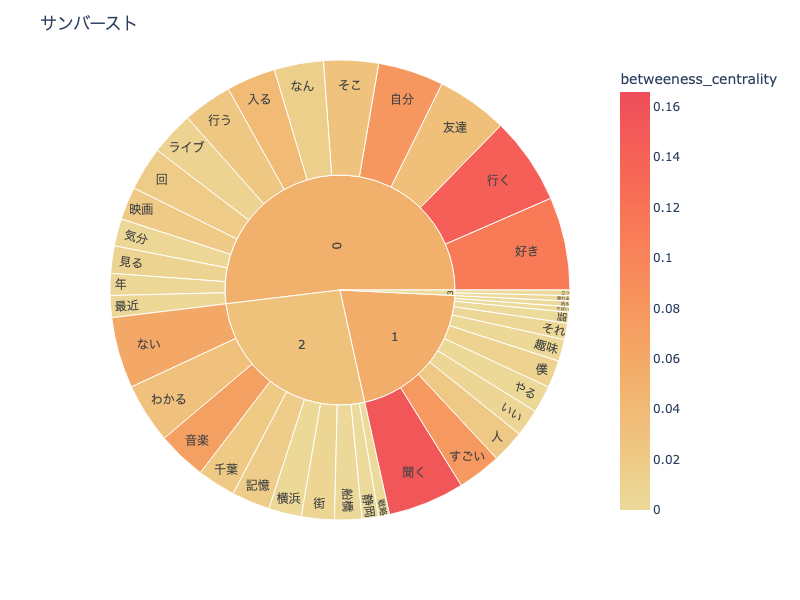 サンバースト
betweeness_centrality
0.16
0.14
0.12
0.1
0.08
0.06
0.04
0.02
0
0
好き
行く
友達
自分
そこ
なん
入る
行う
ライブ
回
映画
気分
見る
年
最近
2
ない
わかる
音楽
千葉
記憶
横浜
街
静岡
1
聞く
すごい
人
いい
やる
僕
趣味
それ
3